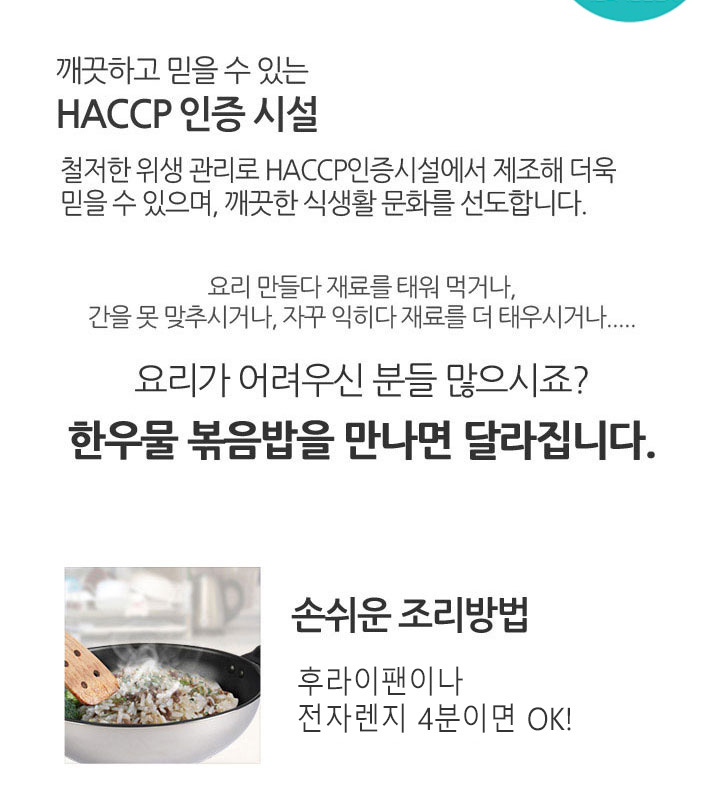 깨끗하고 믿을 수 있는
HACCP 인증 시설
철저한 위생 관리로 HACCP인증시설에서 제조해 더욱
믿을 수 있으며, 깨끗한 식생활 문화를 선도합니다.
요리 만들다 재료를 태워 먹거나,
간을 못 맞추시거나, 자꾸 익히다 재료를 더 태우시거나.....
요리가 어려우신 분들 많으시죠?
한우물 볶음밥을 만나면 달라집니다.
손쉬운 조리방법
후라이팬이나
전자렌지 4분이면 OK!